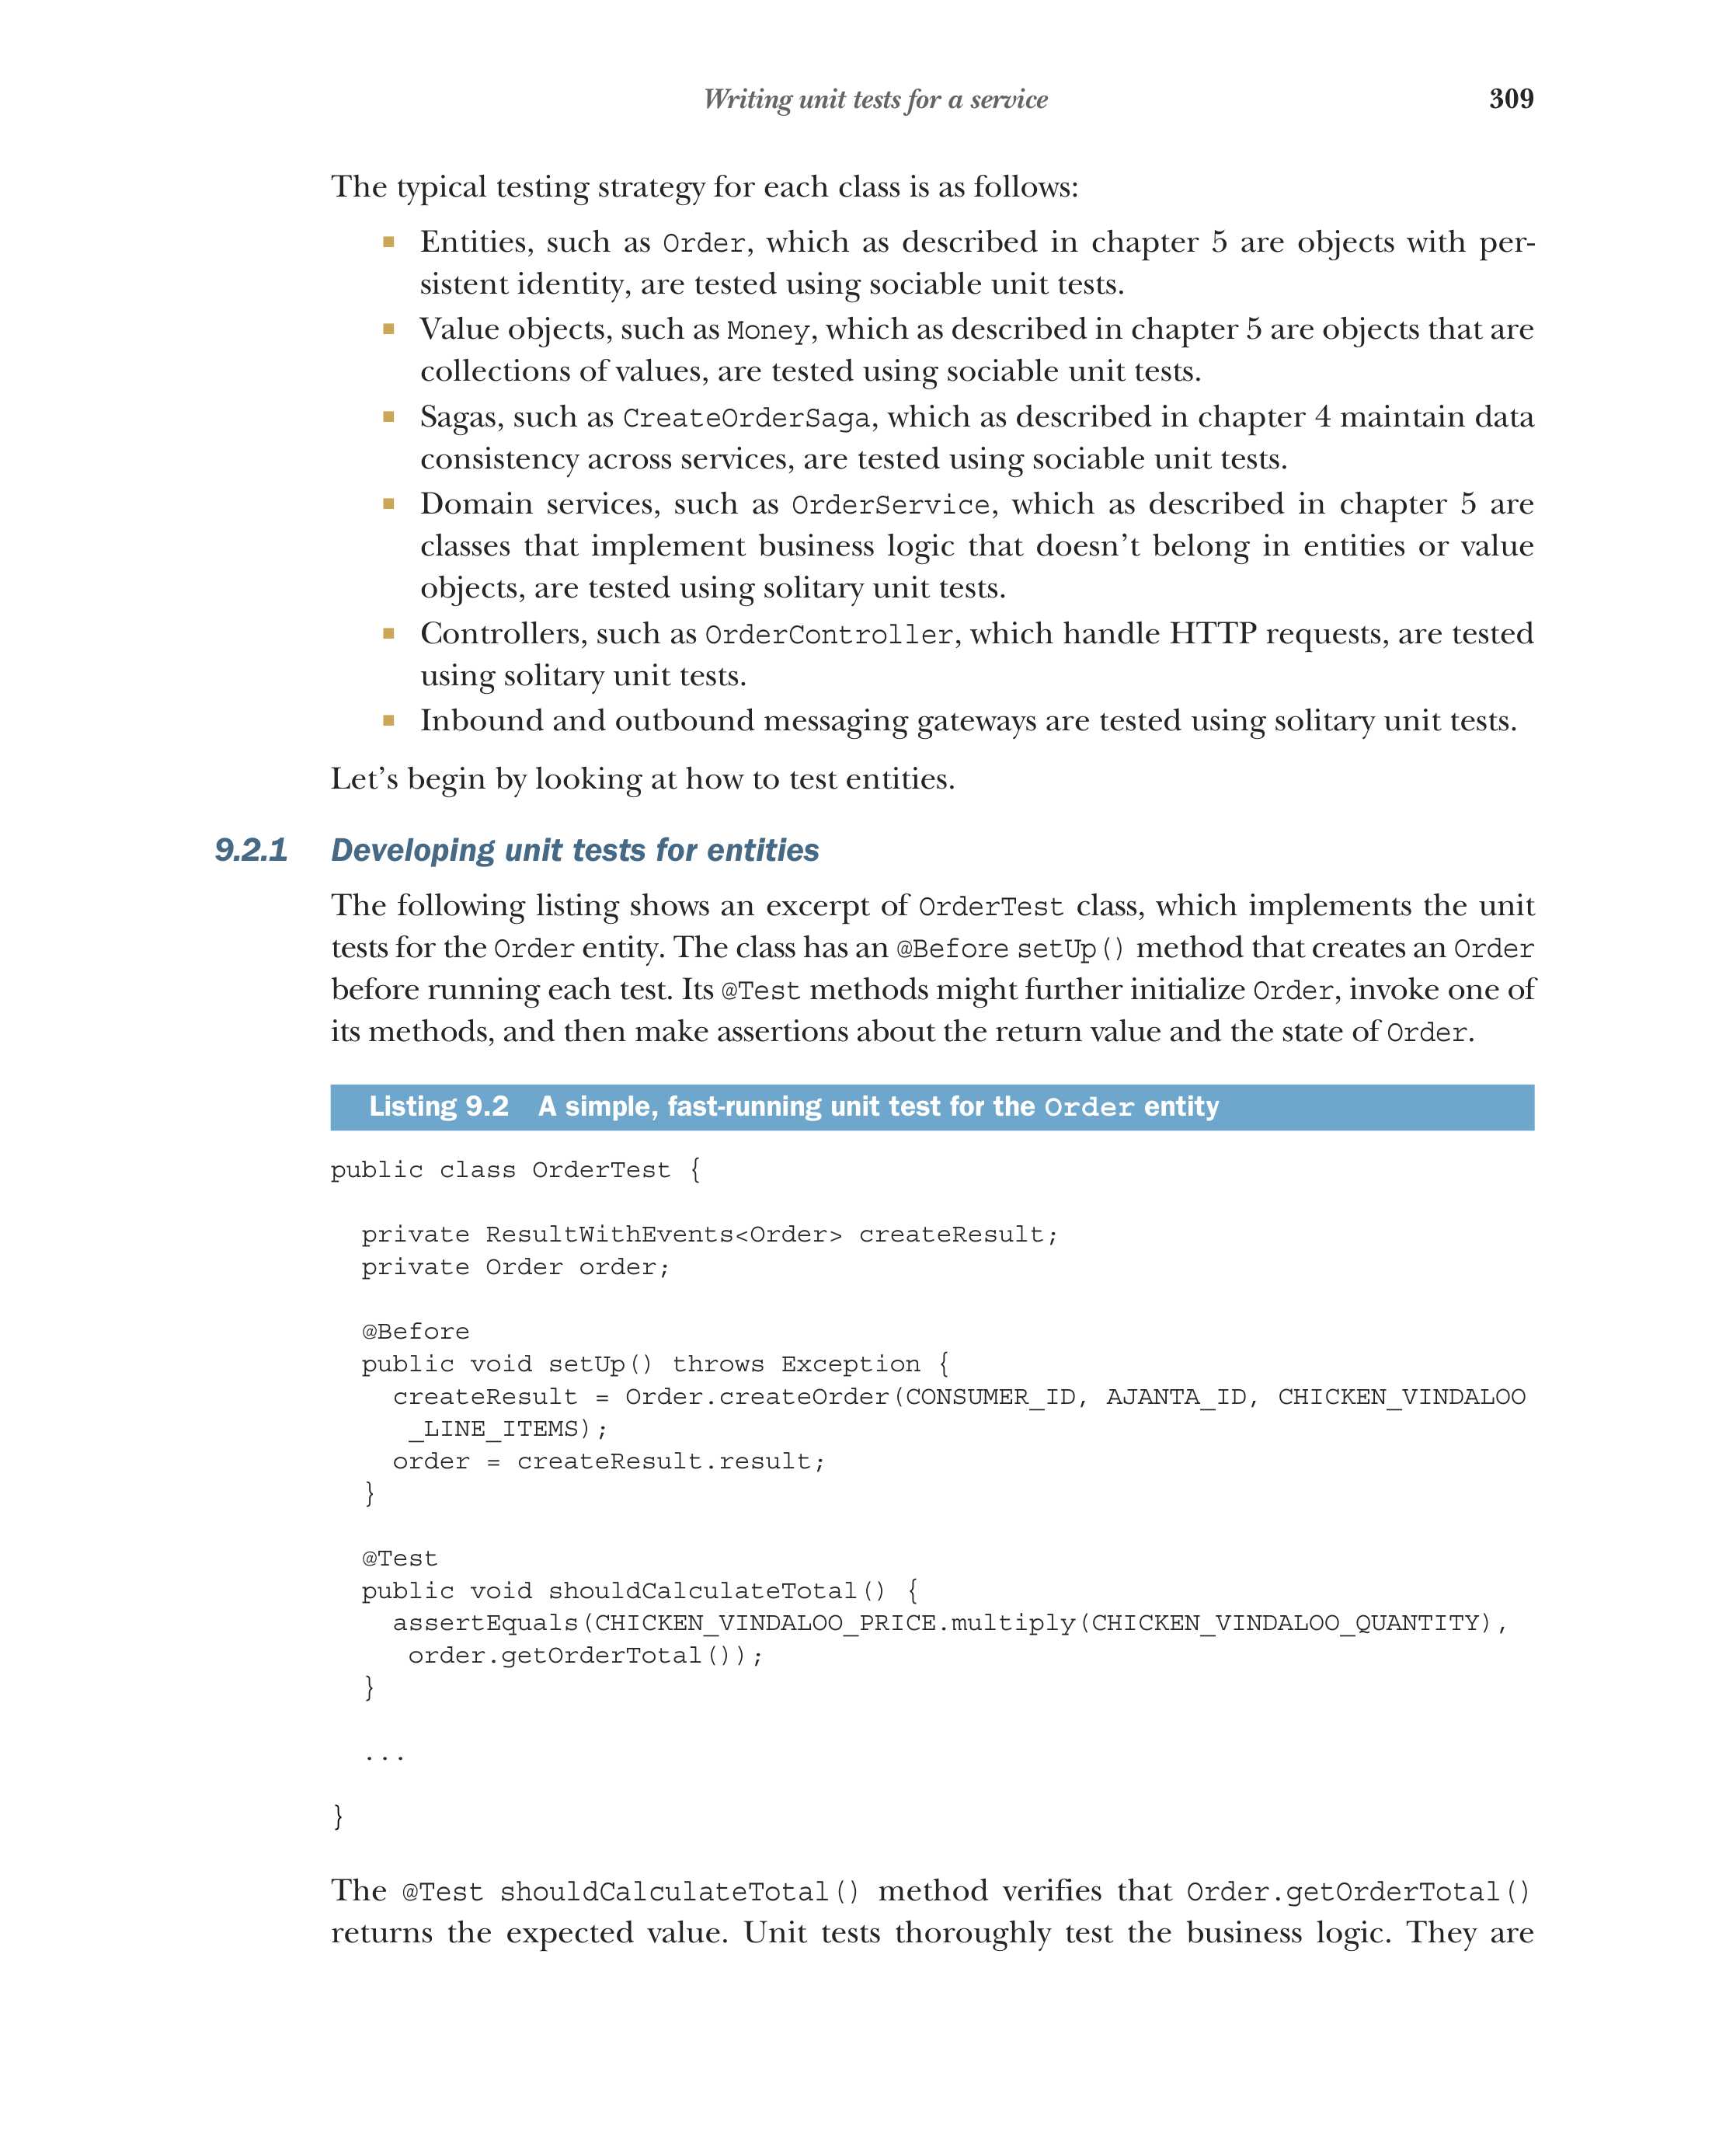 Writing unit tests for a service 309
The typical testing strategy for each class is as follows:
■ Entities, such as Order, which as described in chapter 5 are objects with per-
sistent identity, are tested using sociable unit tests.
■ Value objects, such as Money, which as described in chapter 5 are objects that are
collections of values, are tested using sociable unit tests.
■ Sagas, such as CreateOrderSaga, which as described in chapter 4 maintain data
consistency across services, are tested using sociable unit tests.
■ Domain services, such as OrderService, which as described in chapter 5 are
classes that implement business logic that doesn’t belong in entities or value
objects, are tested using solitary unit tests.
■ Controllers, such as OrderController, which handle HTTP requests, are tested
using solitary unit tests.
■ Inbound and outbound messaging gateways are tested using solitary unit tests.
Let’s begin by looking at how to test entities.
9.2.1 Developing unit tests for entities
The following listing shows an excerpt of OrderTest class, which implements the unit
tests for the Order entity. The class has an @Before setUp() method that creates an Order
before running each test. Its @Test methods might further initialize Order, invoke one of
its methods, and then make assertions about the return value and the state of Order.
Listing 9.2 A simple, fast-running unit test for the Order entity
public class OrderTest {
private ResultWithEvents<Order> createResult;
private Order order;
@Before
public void setUp() throws Exception {
createResult = Order.createOrder(CONSUMER_ID, AJANTA_ID, CHICKEN_VINDALOO
_LINE_ITEMS);
order = createResult.result;
}
@Test
public void shouldCalculateTotal() {
assertEquals(CHICKEN_VINDALOO_PRICE.multiply(CHICKEN_VINDALOO_QUANTITY),
order.getOrderTotal());
}
...
}
The @Test shouldCalculateTotal() method verifies that Order.getOrderTotal()
returns the expected value. Unit tests thoroughly test the business logic. They are